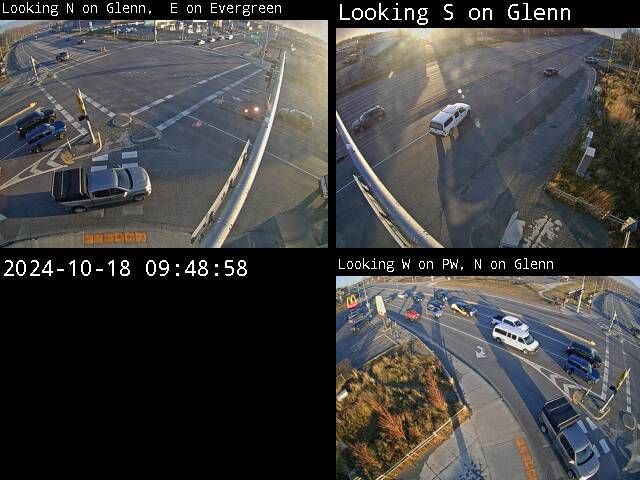 Looking N on Glenn,  E on Evergreen
Looking S on Glenn
2024-10-18 09:48:58
Looking W on PW, N on Glenn